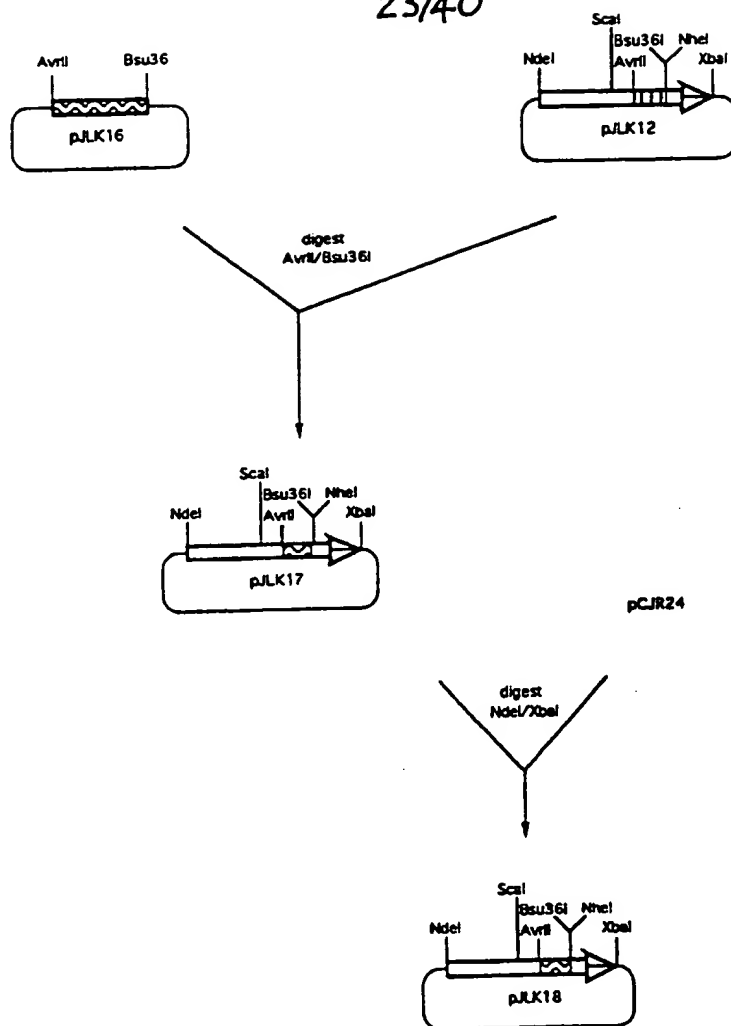 23/40
ScaI
AvrII Bsu36
Bsu36I NheI
NdeI AvrII XbaI
pJLK16
pJLK12
digest
AvrII/Bsu36I
ScaI
Bsu36I NheI
NdeI AvrII XbaI
pJLK17
pCJR24
digest
NdeI/XbaI
ScaI
Bsu36I NheI
NdeI AvrII XbaI
pJLK18